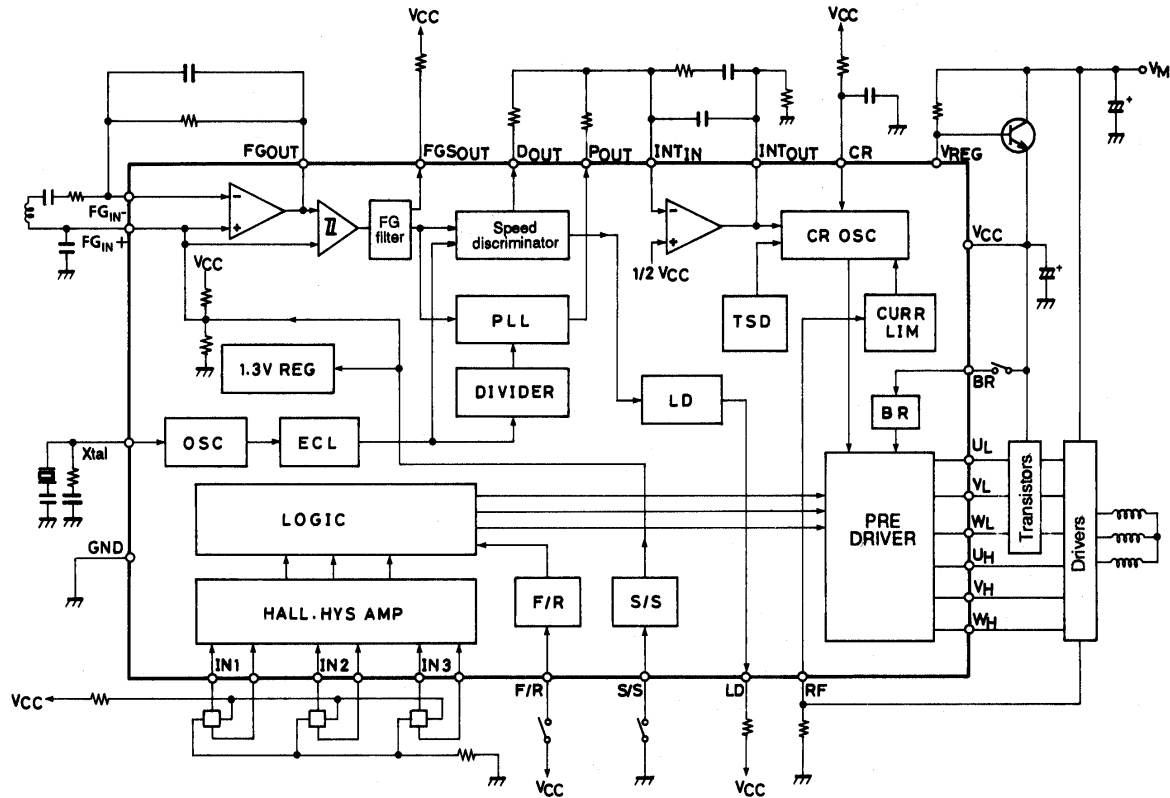 VCC
VCC
VM
FGOUT
FGSOUT
DOUT
POUT
INTIN
INTOUT
CR
VREG
FGIN-
FGIN+
−
+
FG
filter
Speed
discriminator
−
+
1/2 VCC
CR OSC
VCC
+
+
VCC
PLL
TSD
CURR
LIM
1.3V REG
DIVIDER
LD
BR
BR
Xtal
OSC
ECL
LOGIC
PRE
DRIVER
UL
VL
WL
UH
VH
WH
Transistors
Drivers
GND
HALL.HYS AMP
F/R
S/S
IN1
IN2
IN3
F/R
S/S
LD
RF
VCC
VCC
VCC